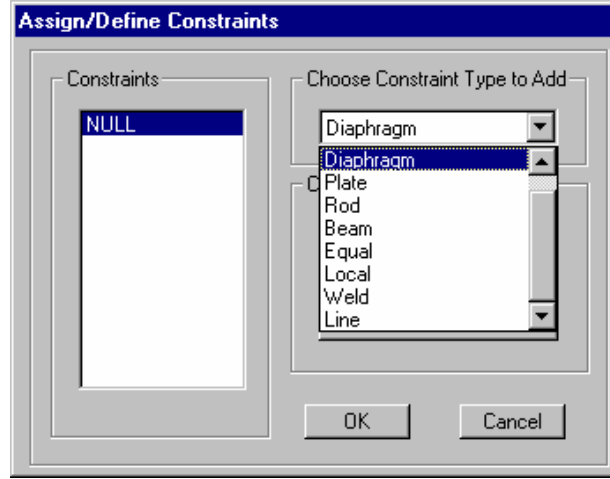 Assign/Define Constraints
Constraints
NULL
Choose Constraint Type to Add
Diaphragm
Diaphragm
Plate
Rod
Beam
Equal
Local
Weld
Line
OK
Cancel